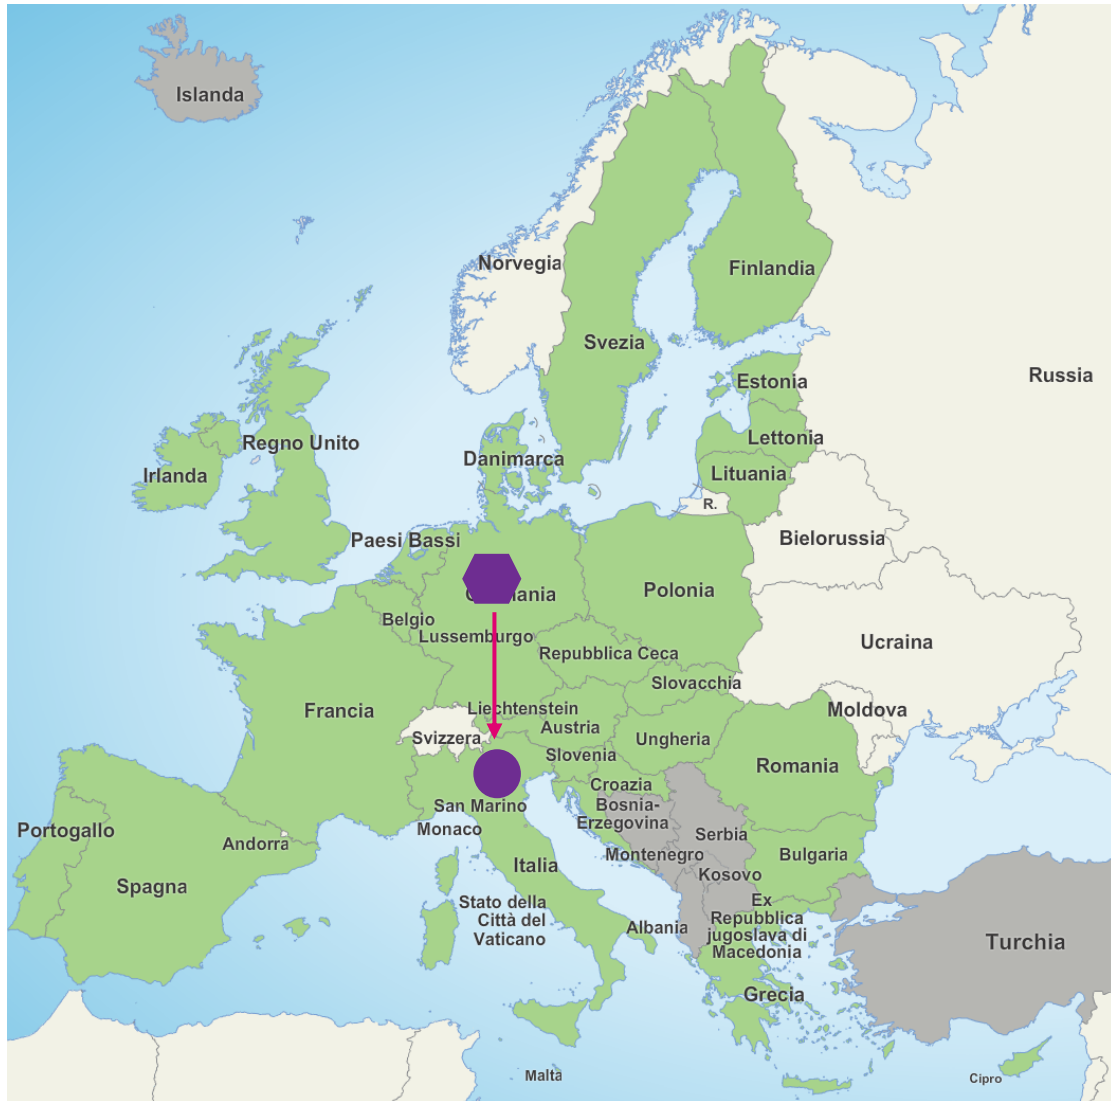 Islanda
Norvegia
Finlandia
Svezia
Russia
Estonia
Lettonia
Regno Unito
Danimarca
Lituania
Irlanda
R.
Bielorussia
Paesi Bassi
Polonia
Belgio
Lussemburgo
Ucraina
Repubblica Ceca
Slovacchia
Liechtenstein
Francia
Moldova
Austria
Svizzera
Ungheria
Slovenia
Romania
Croazia
San Marino
Bosnia-
Erzegovina
Portogallo
Monaco
Serbia
Andorra
Montenegro
Bulgaria
Italia
Kosovo
Spagna
Stato della
Città del
Vaticano
Ex
Repubblica
jugoslava di
Macedonia
Albania
Turchia
Grecia
Malta
Cipro